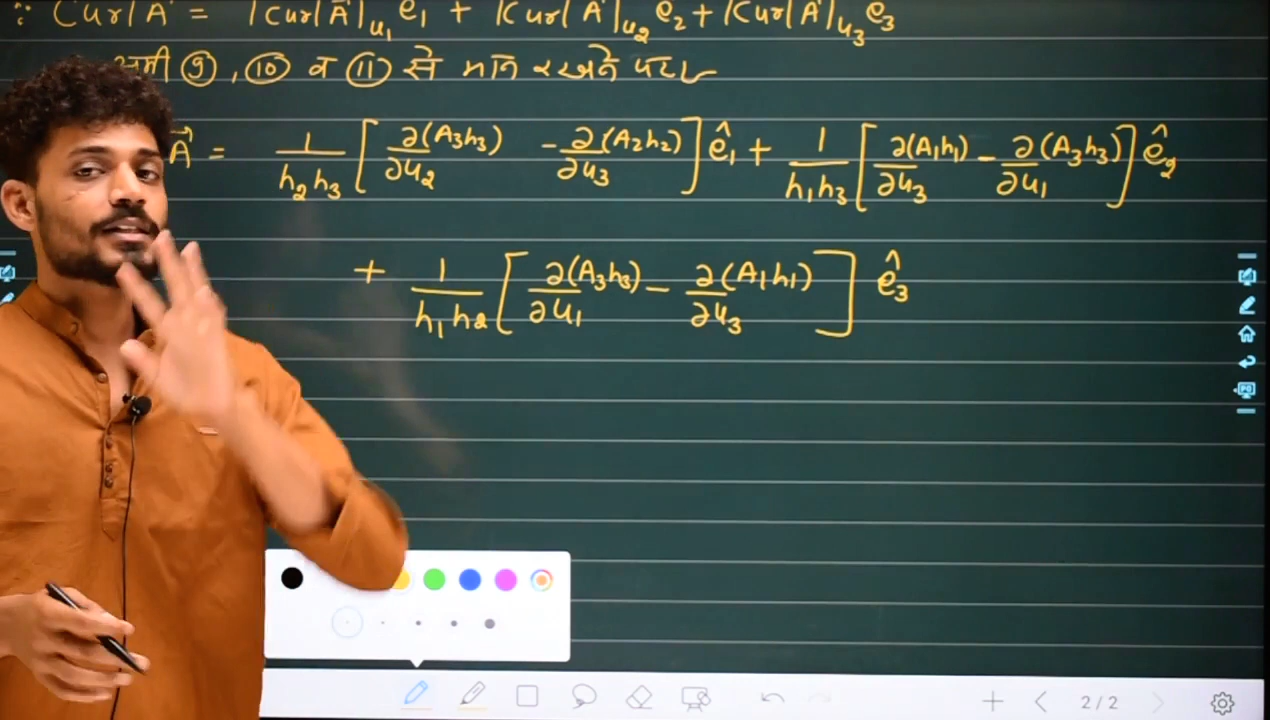 ∵ Curl A = |Curl A|u₁ e₁ + |Curl A|u₂ e₂ + |Curl A|u₃ e₃
⑨, ⑩ व ⑪ से मान रखने पर
A⃗ = 1/h₂h₃ [∂(A₃h₃)/∂u₂ - ∂(A₂h₂)/∂u₃] ê₁ + 1/h₁h₃ [∂(A₁h₁)/∂u₃ - ∂(A₃h₃)/∂u₁] ê₂
+ 1/h₁h₂ [∂(A₃h₃)/∂u₁ - ∂(A₁h₁)/∂u₃] ê₃
2/2